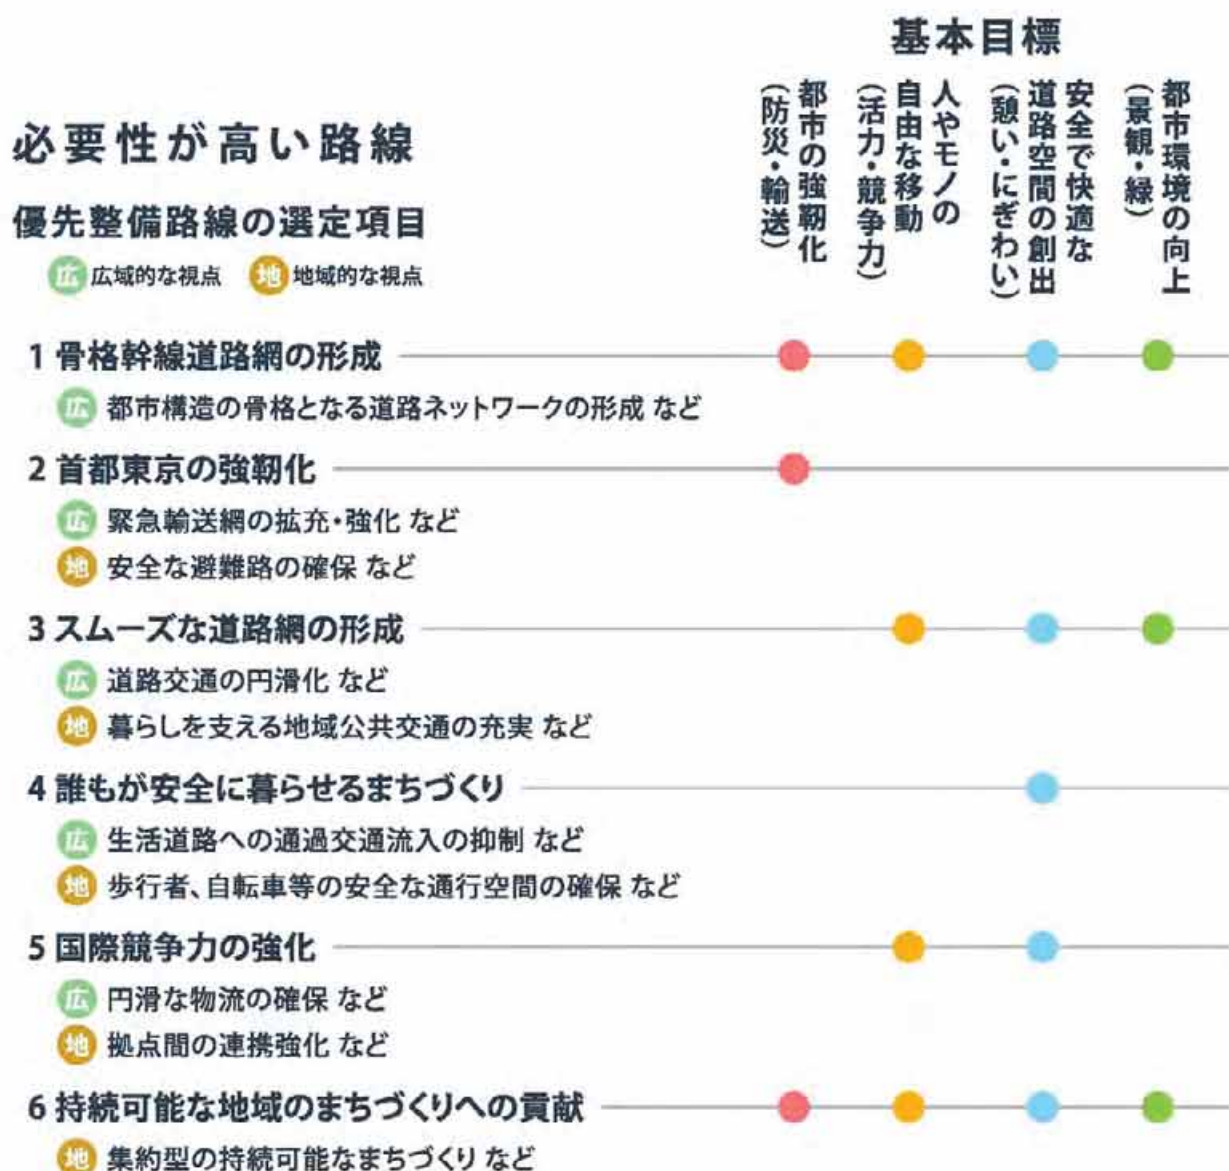 基本目標
都市の強靭化
(防災・輸送)
人やモノの
自由な移動
(活力・競争力)
安全で快適な
道路空間の創出
(憩い・にぎわい)
都市環境の向上
(景観・緑)
必要性が高い路線
優先整備路線の選定項目
広 広域的な視点 地 地域的な視点
1 骨格幹線道路網の形成
広 都市構造の骨格となる道路ネットワークの形成 など
2 首都東京の強靭化
広 緊急輸送網の拡充・強化 など
地 安全な避難路の確保 など
3 スムーズな道路網の形成
広 道路交通の円滑化 など
地 暮らしを支える地域公共交通の充実 など
4 誰もが安全に暮らせるまちづくり
広 生活道路への通過交通流入の抑制 など
地 歩行者、自転車等の安全な通行空間の確保 など
5 国際競争力の強化
広 円滑な物流の確保 など
地 拠点間の連携強化 など
6 持続可能な地域のまちづくりへの貢献
地 集約型の持続可能なまちづくり など